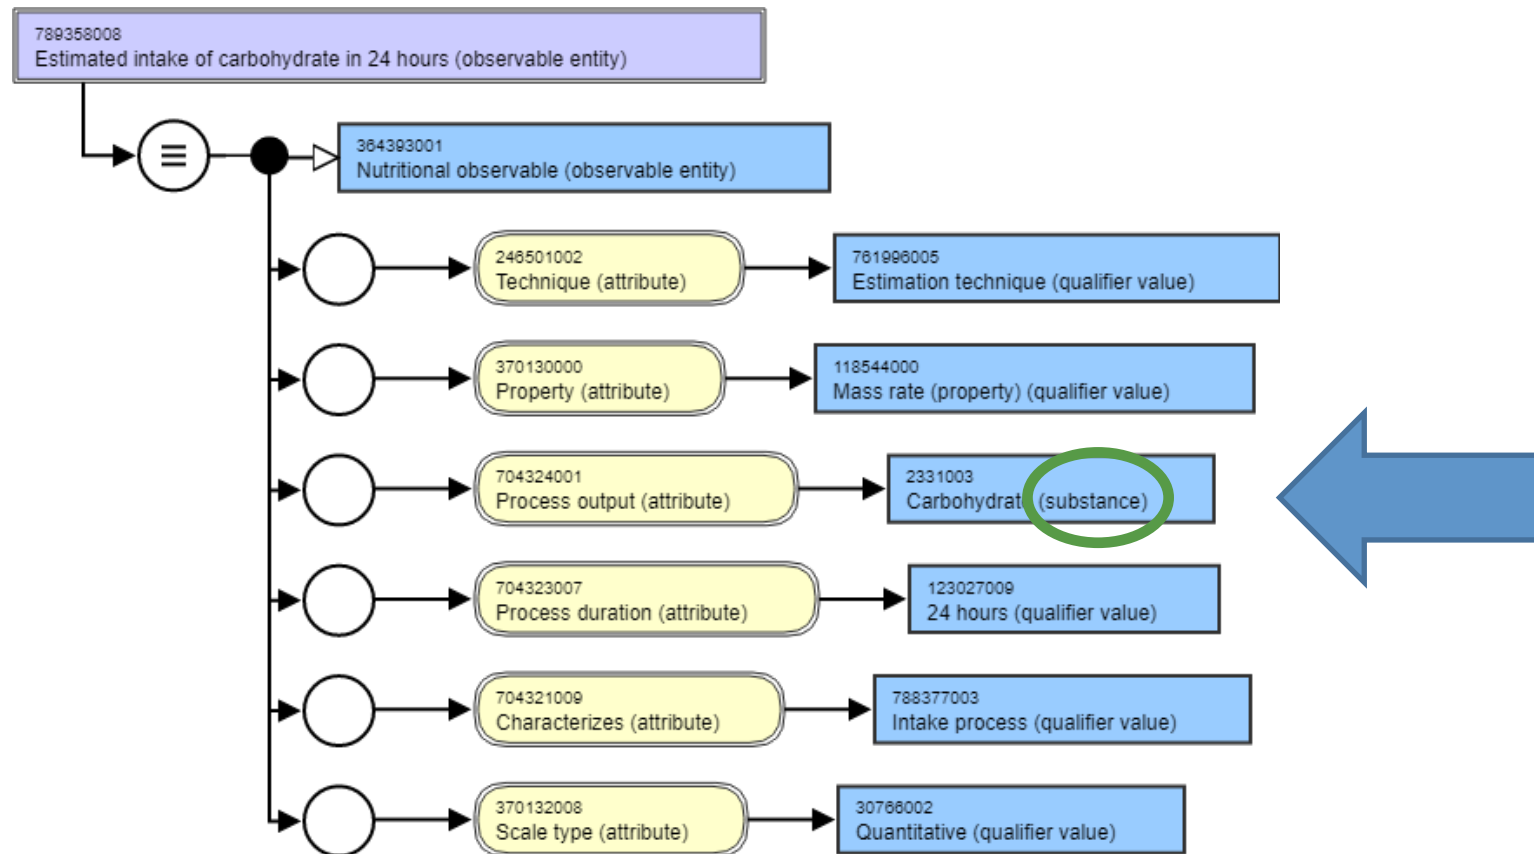 789358008
Estimated intake of carbohydrate in 24 hours (observable entity)
≡
364393001
Nutritional observable (observable entity)
246501002
Technique (attribute)
761996005
Estimation technique (qualifier value)
370130000
Property (attribute)
118544000
Mass rate (property) (qualifier value)
704324001
Process output (attribute)
2331003
Carbohydrate (substance)
704323007
Process duration (attribute)
123027009
24 hours (qualifier value)
704321009
Characterizes (attribute)
788377003
Intake process (qualifier value)
370132008
Scale type (attribute)
30766002
Quantitative (qualifier value)